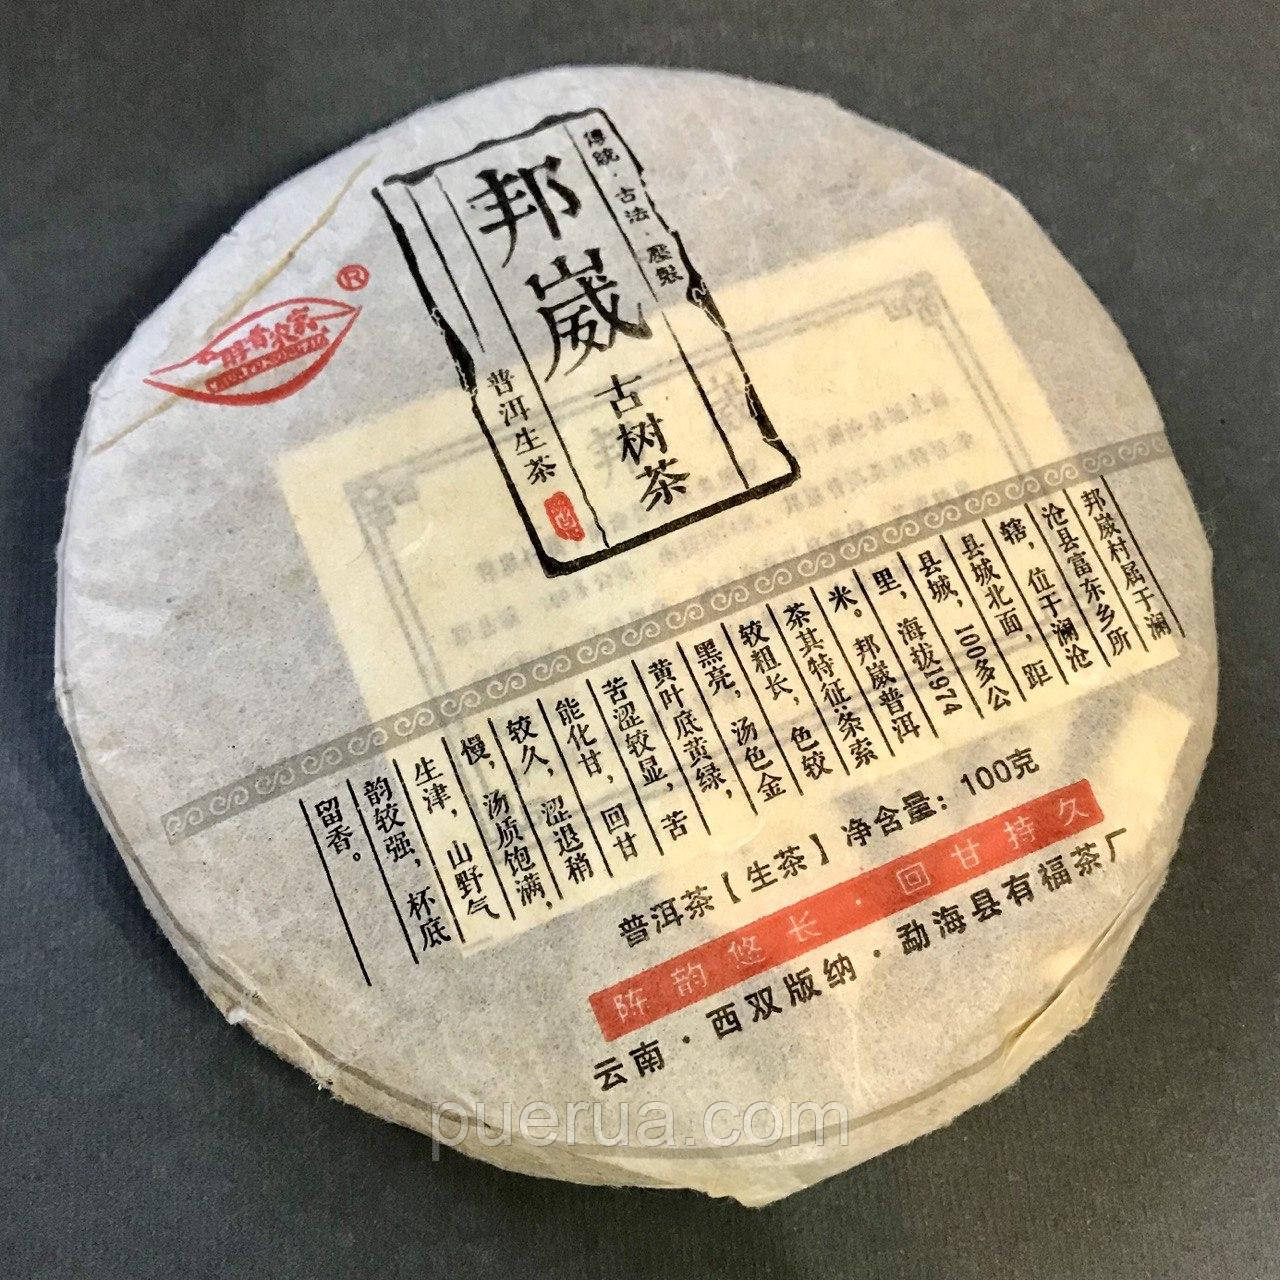 傳統·古法·壓製
邦崴
古树茶
普洱生茶
®
邦崴村属于澜
沧县富东乡所
辖，位于澜沧
县城北面，距
县城，100多公
里，海拔1974
米。邦崴普洱
茶其特征:条索
较粗长，色较
黑亮，汤色金
黄叶底黄绿，
苦涩较显，苦
能化甘，回甘
较久，涩退稍
慢，汤质饱满，
生津，山野气
韵较强，杯底
留香。
普洱茶【生茶】净含量：100克
陈韵悠长·回甘持久
云南·西双版纳·勐海县有福茶厂
puerua.com